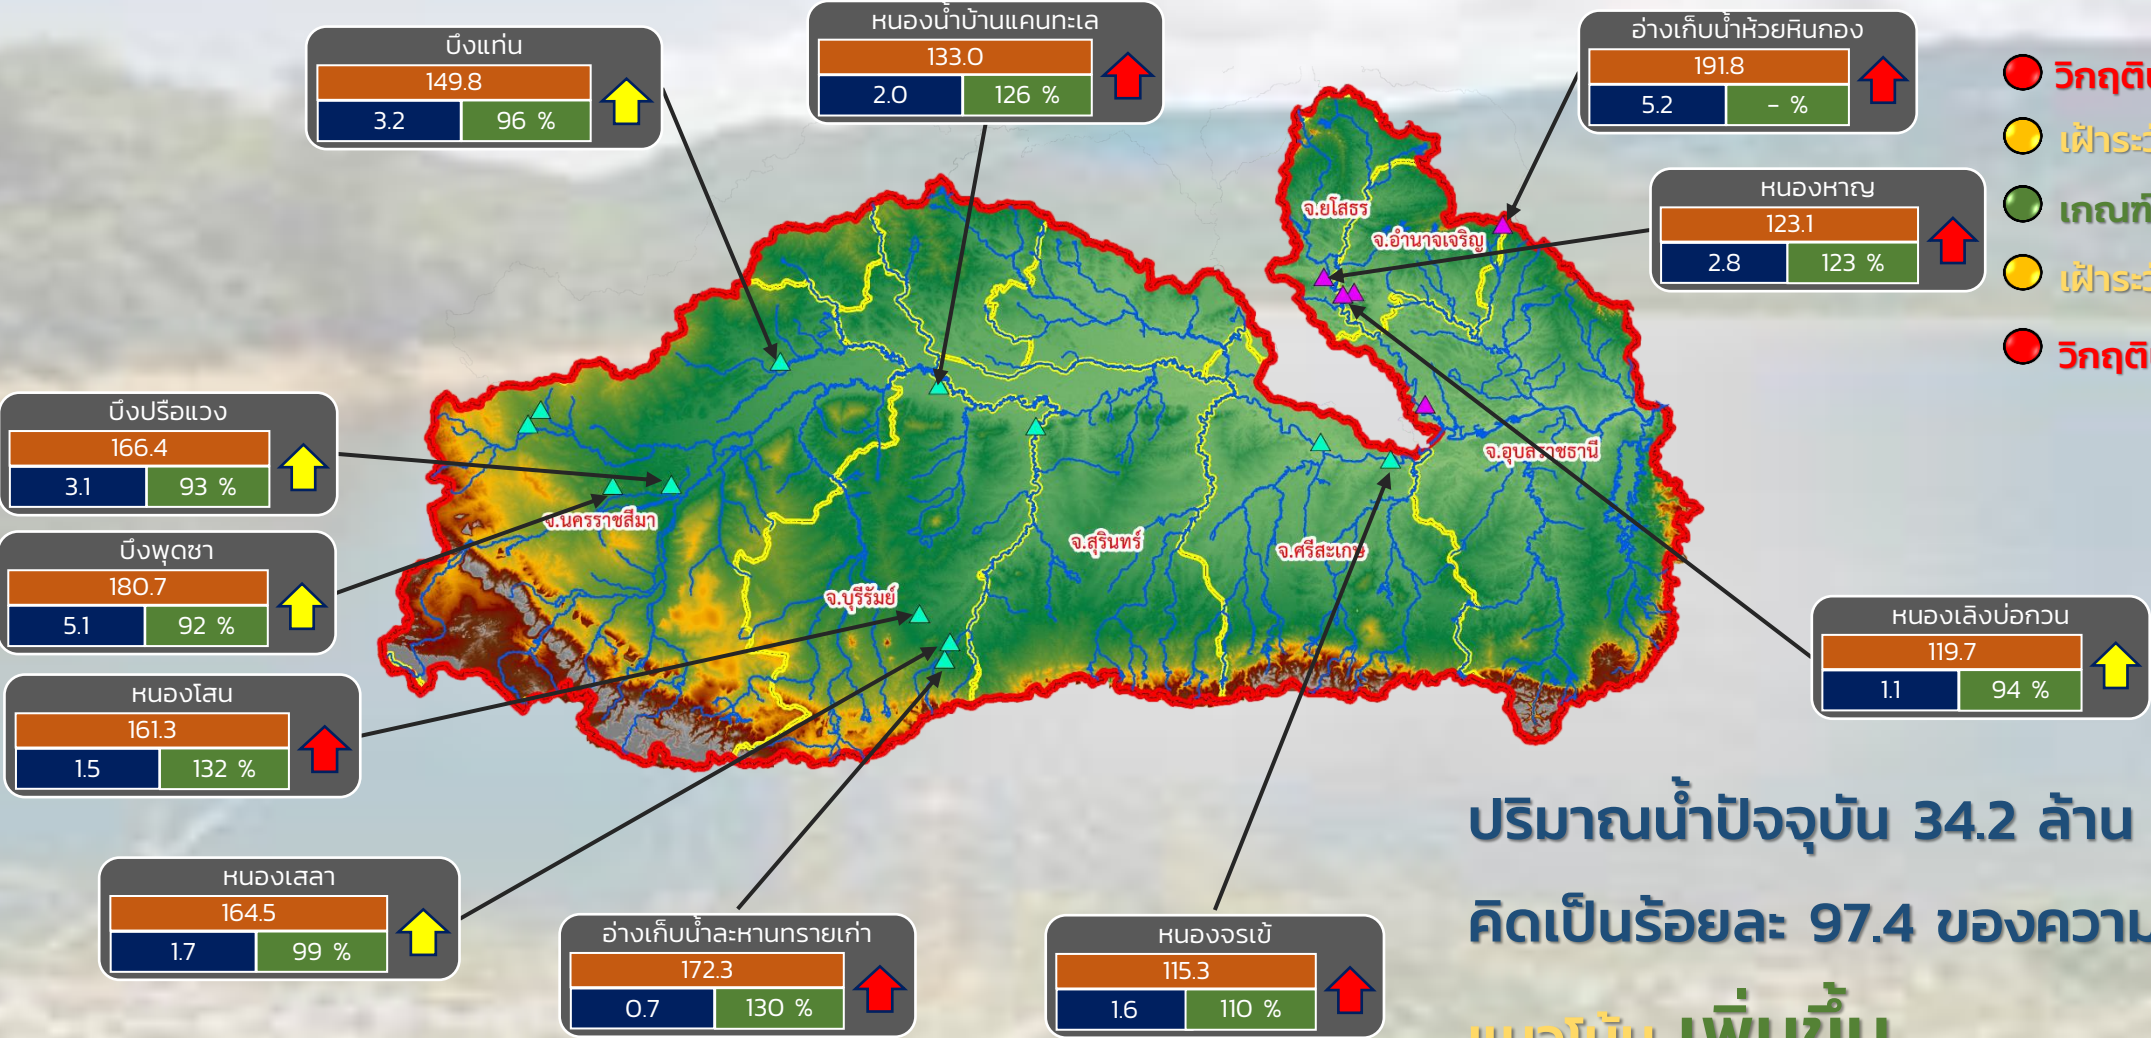 บึงแท่น
149.8
3.2 96 %
หนองน้ำบ้านแคนทะเล
133.0
2.0 126 %
อ่างเก็บน้ำห้วยหินกอง
191.8
5.2 - %
หนองหาญ
123.1
2.8 123 %
จ.ยโสธร
จ.อำนาจเจริญ
บึงปรือแวง
166.4
3.1 93 %
จ.อุบลราชธานี
จ.นครราชสีมา
จ.สุรินทร์
จ.ศรีสะเกษ
จ.บุรีรัมย์
บึงพุดซา
180.7
5.1 92 %
หนองเลิงบ่อกวน
119.7
1.1 94 %
หนองโสน
161.3
1.5 132 %
หนองเสลา
164.5
1.7 99 %
อ่างเก็บน้ำละหานทรายเก่า
172.3
0.7 130 %
หนองจรเข้
115.3
1.6 110 %
ปริมาณน้ำปัจจุบัน 34.2 ล้าน
คิดเป็นร้อยละ 97.4 ของความ
แนวโน้ม เพิ่มขึ้น